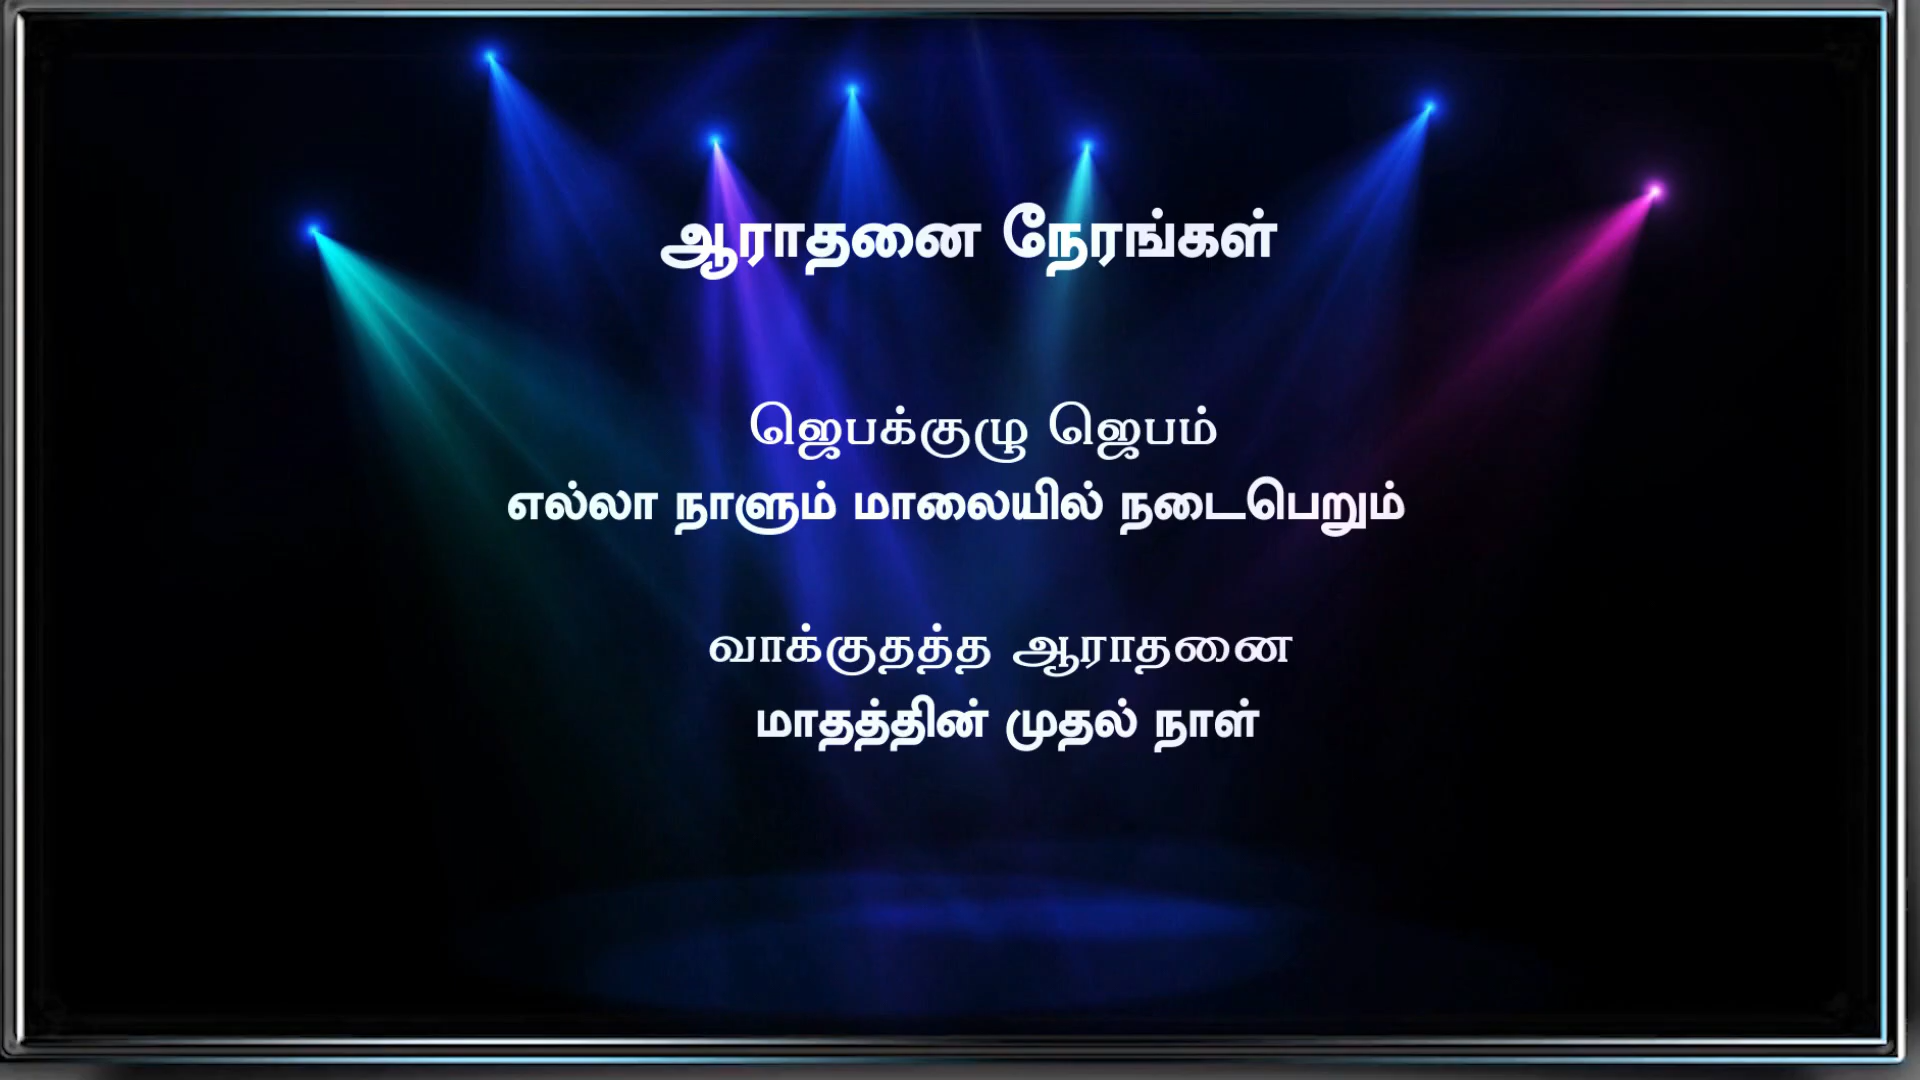 ஆராதனை நேரங்கள்
ஜெபக்குழு ஜெபம்
எல்லா நாளும் மாலையில் நடைபெறும்
வாக்குதத்த ஆராதனை
மாதத்தின் முதல் நாள்